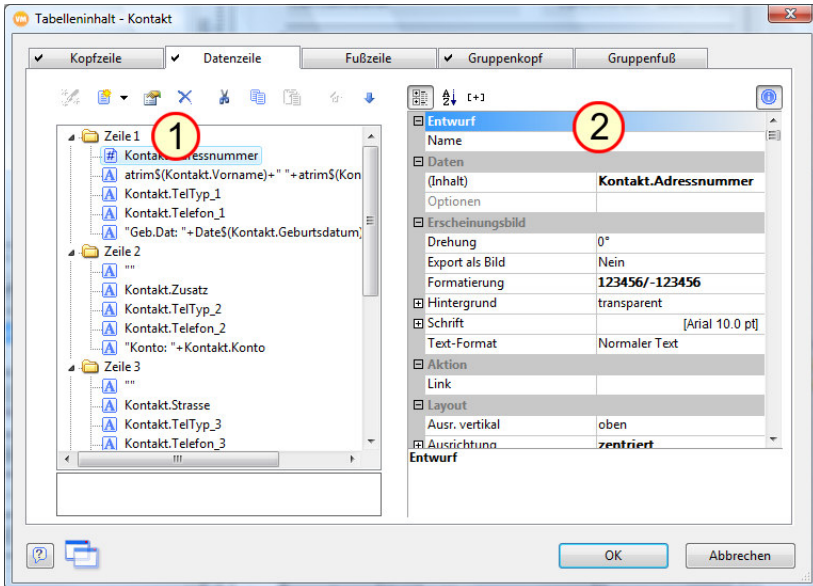 Tabelleninhalt - Kontakt
Kopfzeile
Datenzeile
Fußzeile
Gruppenkopf
Gruppenfuß
1
Zeile 1
Kontakt.Adressnummer
atrim$(Kontakt.Vorname)+" "+atrim$(Kon
Kontakt.TelTyp_1
Kontakt.Telefon_1
"Geb.Dat: "+Date$(Kontakt.Geburtsdatum)
Zeile 2
""
Kontakt.Zusatz
Kontakt.TelTyp_2
Kontakt.Telefon_2
"Konto: "+Kontakt.Konto
Zeile 3
""
Kontakt.Strasse
Kontakt.TelTyp_3
Kontakt.Telefon_3
2
Entwurf
Name
Daten
(Inhalt) Kontakt.Adressnummer
Optionen
Erscheinungsbild
Drehung 0°
Export als Bild Nein
Formatierung 123456/-123456
Hintergrund transparent
Schrift [Arial 10.0 pt]
Text-Format Normaler Text
Aktion
Link
Layout
Ausr. vertikal oben
Ausrichtung zentriert
Entwurf
OK
Abbrechen